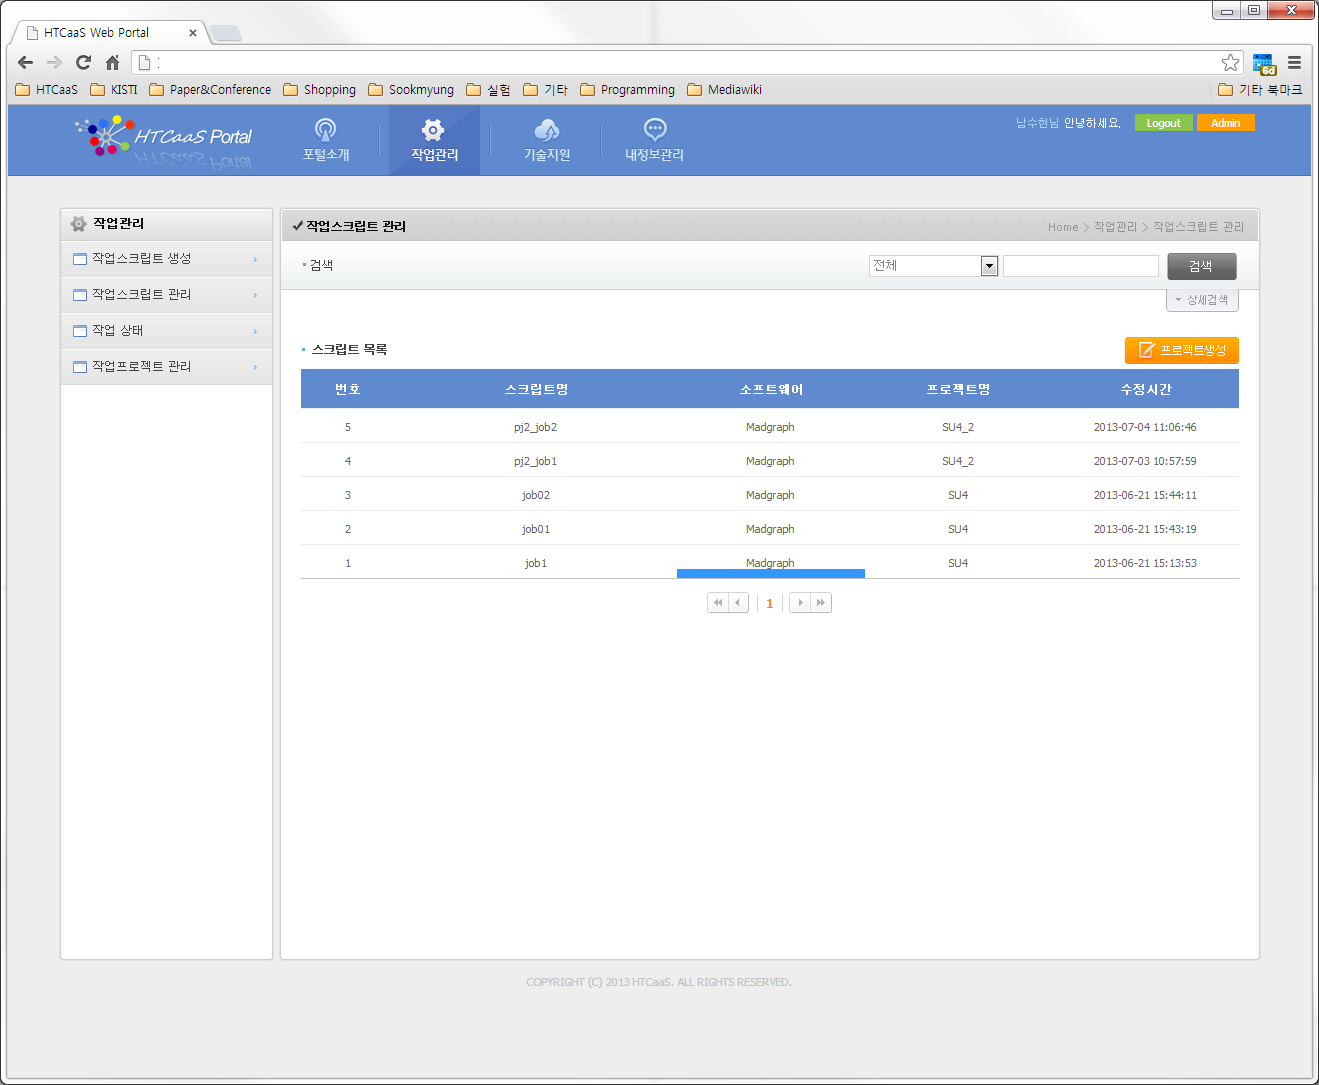 HTCaaS Web Portal
:
HTCaaS KISTI Paper&Conference Shopping Sookmyung 실험 기타 Programming Mediawiki 기타 북마크
HTCaaS Portal
포털소개 작업관리 기술지원 내정보관리
남수현님 안녕하세요. Logout Admin
작업관리
작업스크립트 생성
작업스크립트 관리
작업 상태
작업프로젝트 관리
작업스크립트 관리 Home > 작업관리 > 작업스크립트 관리
검색 전체 검색
상세검색
스크립트 목록 프로젝트생성
번호 스크립트명 소프트웨어 프로젝트명 수정시간
5 pj2_job2 Madgraph SU4_2 2013-07-04 11:06:46
4 pj2_job1 Madgraph SU4_2 2013-07-03 10:57:59
3 job02 Madgraph SU4 2013-06-21 15:44:11
2 job01 Madgraph SU4 2013-06-21 15:43:19
1 job1 Madgraph SU4 2013-06-21 15:13:53
1
COPYRIGHT (C) 2013 HTCaaS. ALL RIGHTS RESERVED.